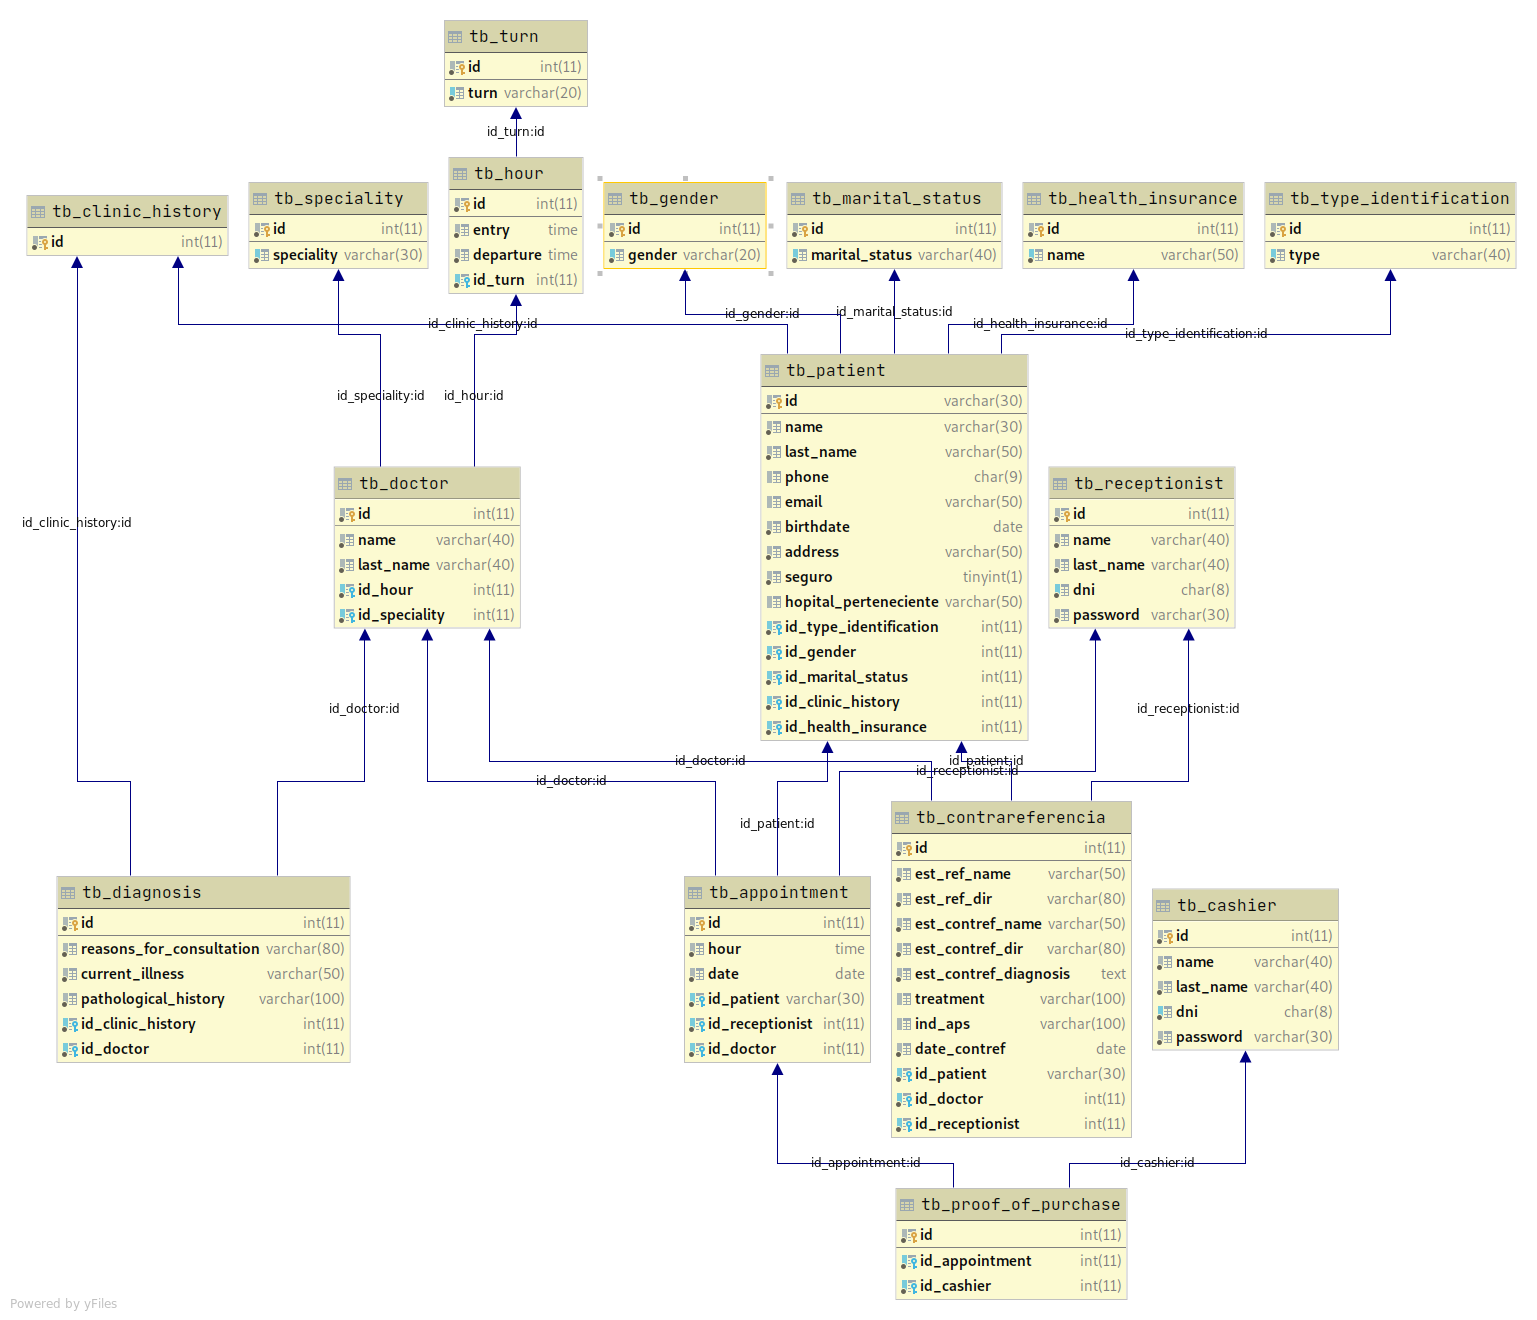 tb_turn
id int(11)
turn varchar(20)
id_turn:id
tb_hour
id int(11)
entry time
departure time
id_turn int(11)
tb_clinic_history
id int(11)
tb_speciality
id int(11)
speciality varchar(30)
tb_gender
id int(11)
gender varchar(20)
tb_marital_status
id int(11)
marital_status varchar(40)
tb_health_insurance
id int(11)
name varchar(50)
tb_type_identification
id int(11)
type varchar(40)
id_clinic_history:id
id_gender:id
id_marital_status:id
id_health_insurance:id
id_type_identification:id
id_speciality:id
id_hour:id
tb_patient
id varchar(30)
name varchar(30)
last_name varchar(50)
phone char(9)
email varchar(50)
birthdate date
address varchar(50)
seguro tinyint(1)
hopital_perteneciente varchar(50)
id_type_identification int(11)
id_gender int(11)
id_marital_status int(11)
id_clinic_history int(11)
id_health_insurance int(11)
tb_doctor
id int(11)
name varchar(40)
last_name varchar(40)
id_hour int(11)
id_speciality int(11)
tb_receptionist
id int(11)
name varchar(40)
last_name varchar(40)
dni char(8)
password varchar(30)
id_clinic_history:id
id_doctor:id
id_receptionist:id
id_doctor:id
id_patient:id
id_receptionist:id
id_doctor:id
id_patient:id
tb_contrareferencia
id int(11)
est_ref_name varchar(50)
est_ref_dir varchar(80)
est_contref_name varchar(50)
est_contref_dir varchar(80)
est_contref_diagnosis text
treatment varchar(100)
ind_aps varchar(100)
date_contref date
id_patient varchar(30)
id_doctor int(11)
id_receptionist int(11)
tb_diagnosis
id int(11)
reasons_for_consultation varchar(80)
current_illness varchar(50)
pathological_history varchar(100)
id_clinic_history int(11)
id_doctor int(11)
tb_appointment
id int(11)
hour time
date date
id_patient varchar(30)
id_receptionist int(11)
id_doctor int(11)
tb_cashier
id int(11)
name varchar(40)
last_name varchar(40)
dni char(8)
password varchar(30)
id_appointment:id
id_cashier:id
tb_proof_of_purchase
id int(11)
id_appointment int(11)
id_cashier int(11)
Powered by yFiles